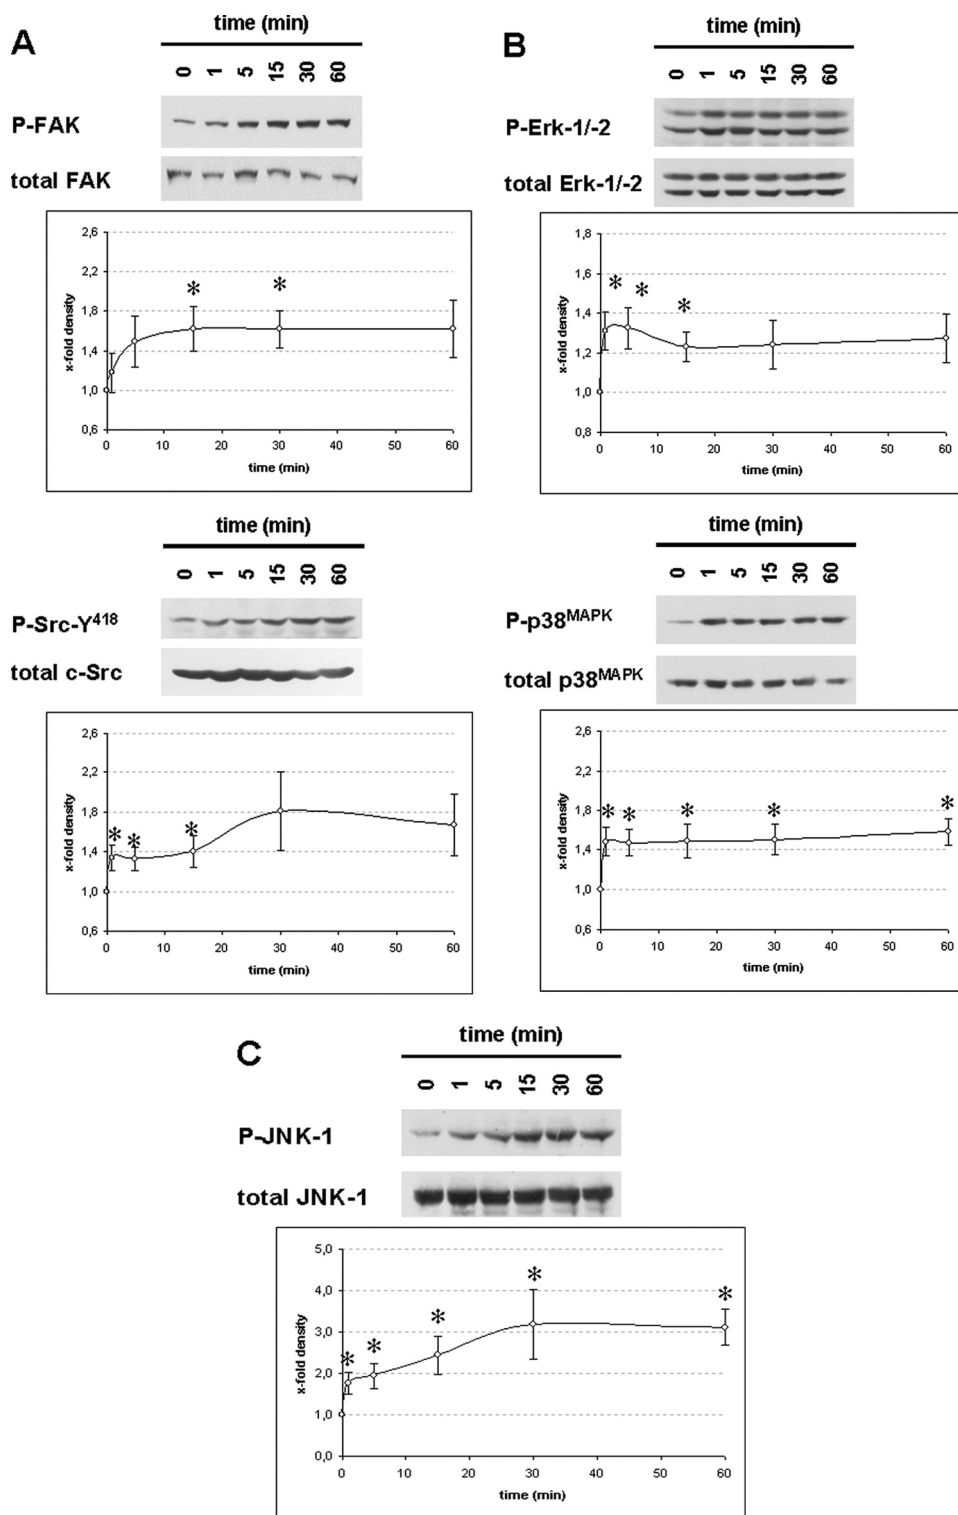 A
time (min)
0 1 5 15 30 60
P-FAK
total FAK
2,6
2,2
1,8
1,4
1,0
0,6
x-fold density
* *
0 10 20 30 40 50 60
time (min)
time (min)
0 1 5 15 30 60
P-Src-Y418
total c-Src
2,6
2,2
1,8
1,4
1,0
0,6
x-fold density
* * *
0 10 20 30 40 50 60
time (min)
B
time (min)
0 1 5 15 30 60
P-Erk-1/-2
total Erk-1/-2
1,8
1,6
1,4
1,2
1,0
0,8
x-fold density
* * *
0 10 20 30 40 50 60
time (min)
time (min)
0 1 5 15 30 60
P-p38MAPK
total p38MAPK
2,6
2,2
1,8
1,4
1,0
0,6
x-fold density
* * * * *
0 10 20 30 40 50 60
time (min)
C
time (min)
0 1 5 15 30 60
P-JNK-1
total JNK-1
5,0
4,0
3,0
2,0
1,0
0,0
x-fold density
* * * * *
0 10 20 30 40 50 60
time (min)